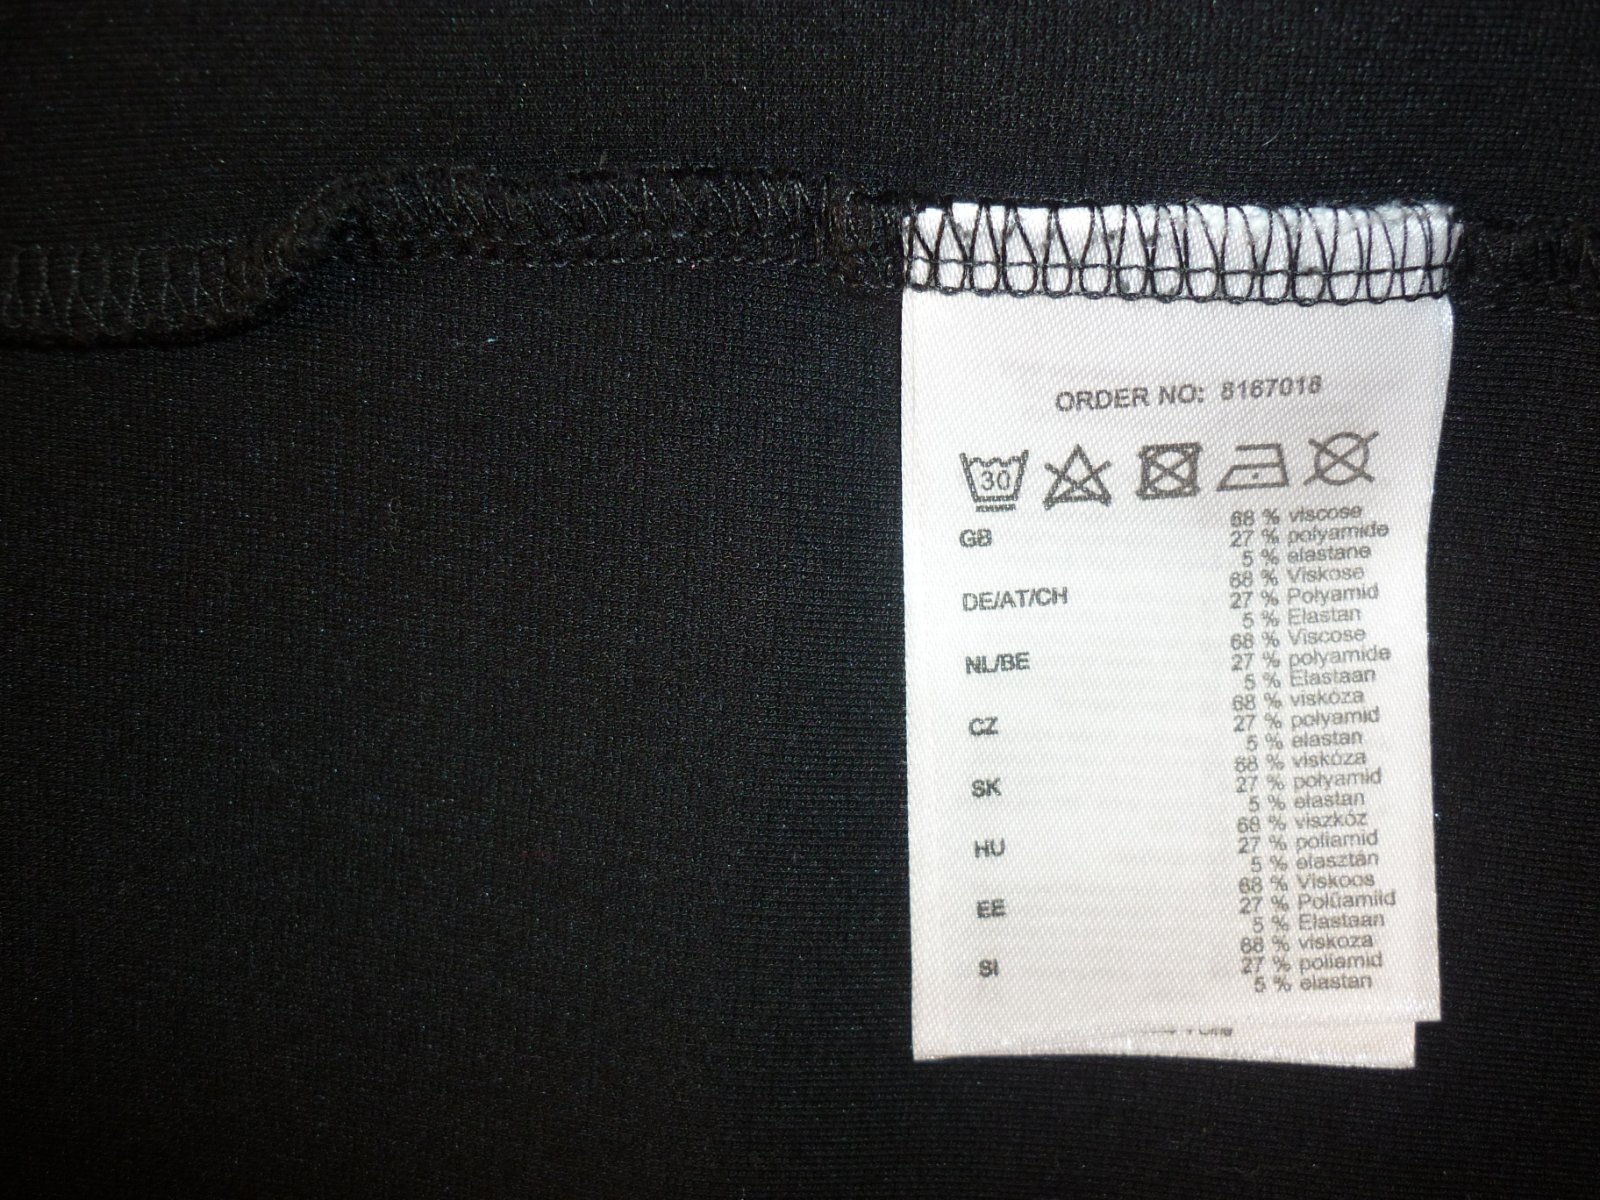 ORDER NO: 8167018
30
68 % viscose
GB 27 % polyamide
5 % elastane
68 % Viskose
DE/AT/CH 27 % Polyamid
5 % Elastan
68 % Viscose
NL/BE 27 % polyamide
5 % Elastaan
68 % viskóza
CZ 27 % polyamid
5 % elastan
68 % viskóza
SK 27 % polyamid
5 % elastan
68 % viszkóz
HU 27 % poliamid
5 % elasztán
68 % Viskoos
EE 27 % Polüamiid
5 % Elastaan
68 % viskoza
SI 27 % poliamid
5 % elastan